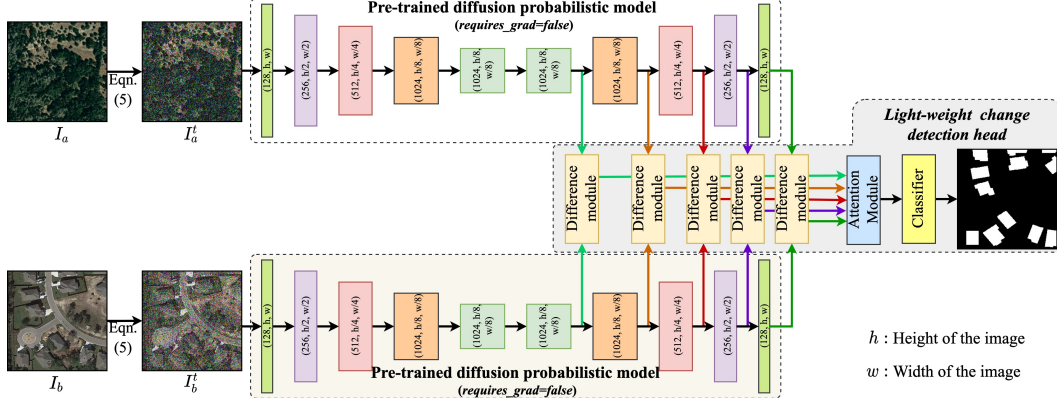 Pre-trained diffusion probabilistic model
(requires_grad=false)
I_a
Eqn.
(5)
I_a^t
(128, h, w)
(256, h/2, w/2)
(512, h/4, w/4)
(1024, h/8, w/8)
(1024, h/8,
w/8)
(1024, h/8,
w/8)
(1024, h/8, w/8)
(512, h/4, w/4)
(256, h/2, w/2)
(128, h, w)
Light-weight change
detection head
Difference
module
Difference
module
Difference
module
Difference
module
Difference
module
Attention
Module
Classifier
I_b
Eqn.
(5)
I_b^t
(128, h, w)
(256, h/2, w/2)
(512, h/4, w/4)
(1024, h/8, w/8)
(1024, h/8,
w/8)
(1024, h/8,
w/8)
(1024, h/8, w/8)
(512, h/4, w/4)
(256, h/2, w/2)
(128, h, w)
Pre-trained diffusion probabilistic model
(requires_grad=false)
h : Height of the image
w : Width of the image